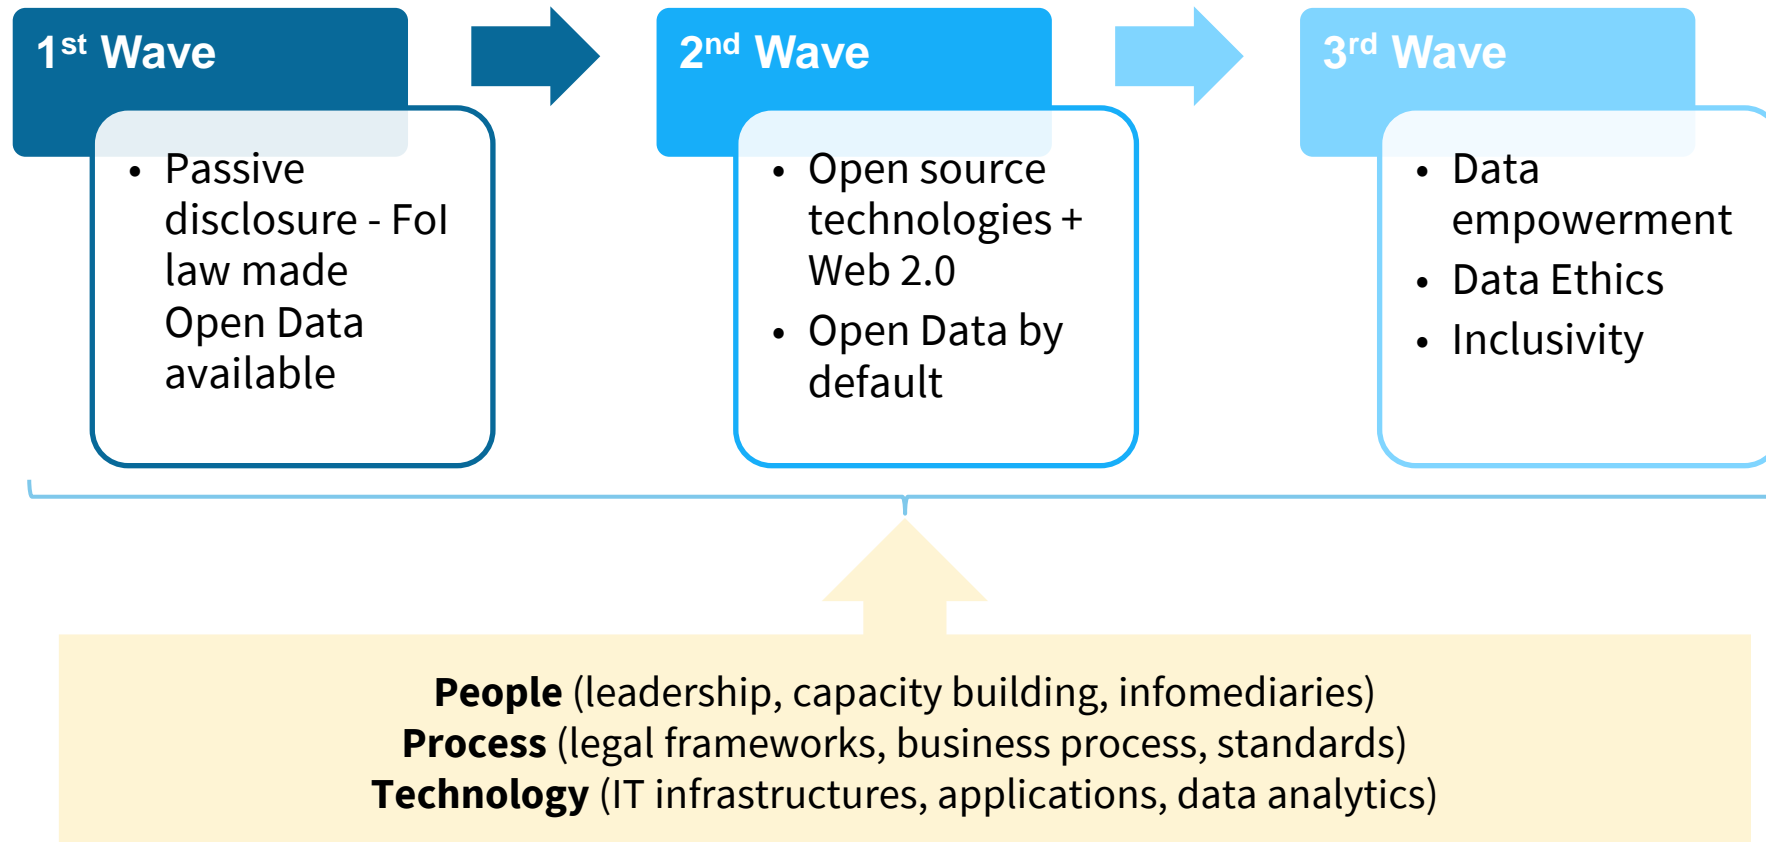 1st Wave
• Passive
disclosure - FoI
law made
Open Data
available
2nd Wave
• Open source
technologies +
Web 2.0
• Open Data by
default
3rd Wave
• Data
empowerment
• Data Ethics
• Inclusivity
People (leadership, capacity building, infomediaries)
Process (legal frameworks, business process, standards)
Technology (IT infrastructures, applications, data analytics)